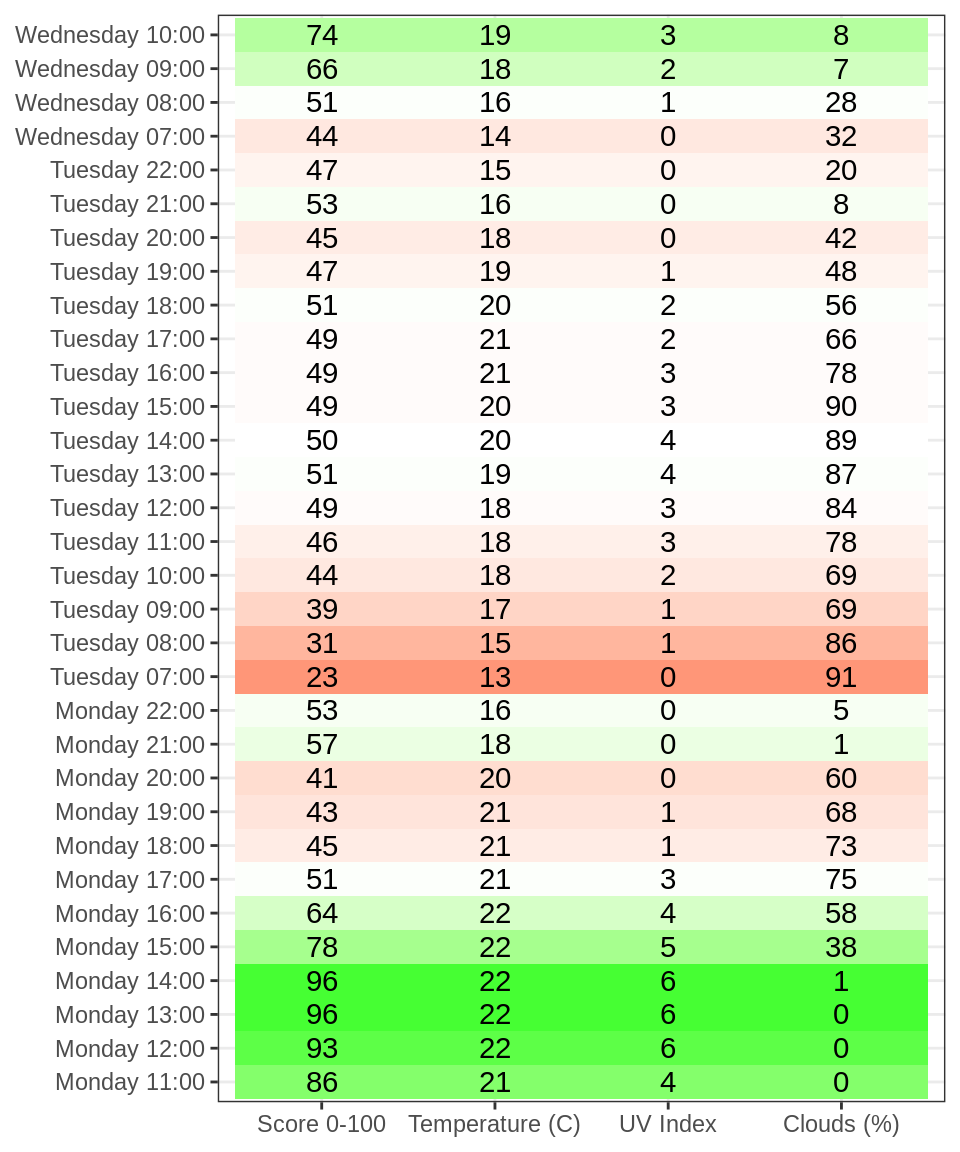 Wednesday 10:00 74 19 3 8
Wednesday 09:00 66 18 2 7
Wednesday 08:00 51 16 1 28
Wednesday 07:00 44 14 0 32
Tuesday 22:00 47 15 0 20
Tuesday 21:00 53 16 0 8
Tuesday 20:00 45 18 0 42
Tuesday 19:00 47 19 1 48
Tuesday 18:00 51 20 2 56
Tuesday 17:00 49 21 2 66
Tuesday 16:00 49 21 3 78
Tuesday 15:00 49 20 3 90
Tuesday 14:00 50 20 4 89
Tuesday 13:00 51 19 4 87
Tuesday 12:00 49 18 3 84
Tuesday 11:00 46 18 3 78
Tuesday 10:00 44 18 2 69
Tuesday 09:00 39 17 1 69
Tuesday 08:00 31 15 1 86
Tuesday 07:00 23 13 0 91
Monday 22:00 53 16 0 5
Monday 21:00 57 18 0 1
Monday 20:00 41 20 0 60
Monday 19:00 43 21 1 68
Monday 18:00 45 21 1 73
Monday 17:00 51 21 3 75
Monday 16:00 64 22 4 58
Monday 15:00 78 22 5 38
Monday 14:00 96 22 6 1
Monday 13:00 96 22 6 0
Monday 12:00 93 22 6 0
Monday 11:00 86 21 4 0
Score 0-100 Temperature (C) UV Index Clouds (%)